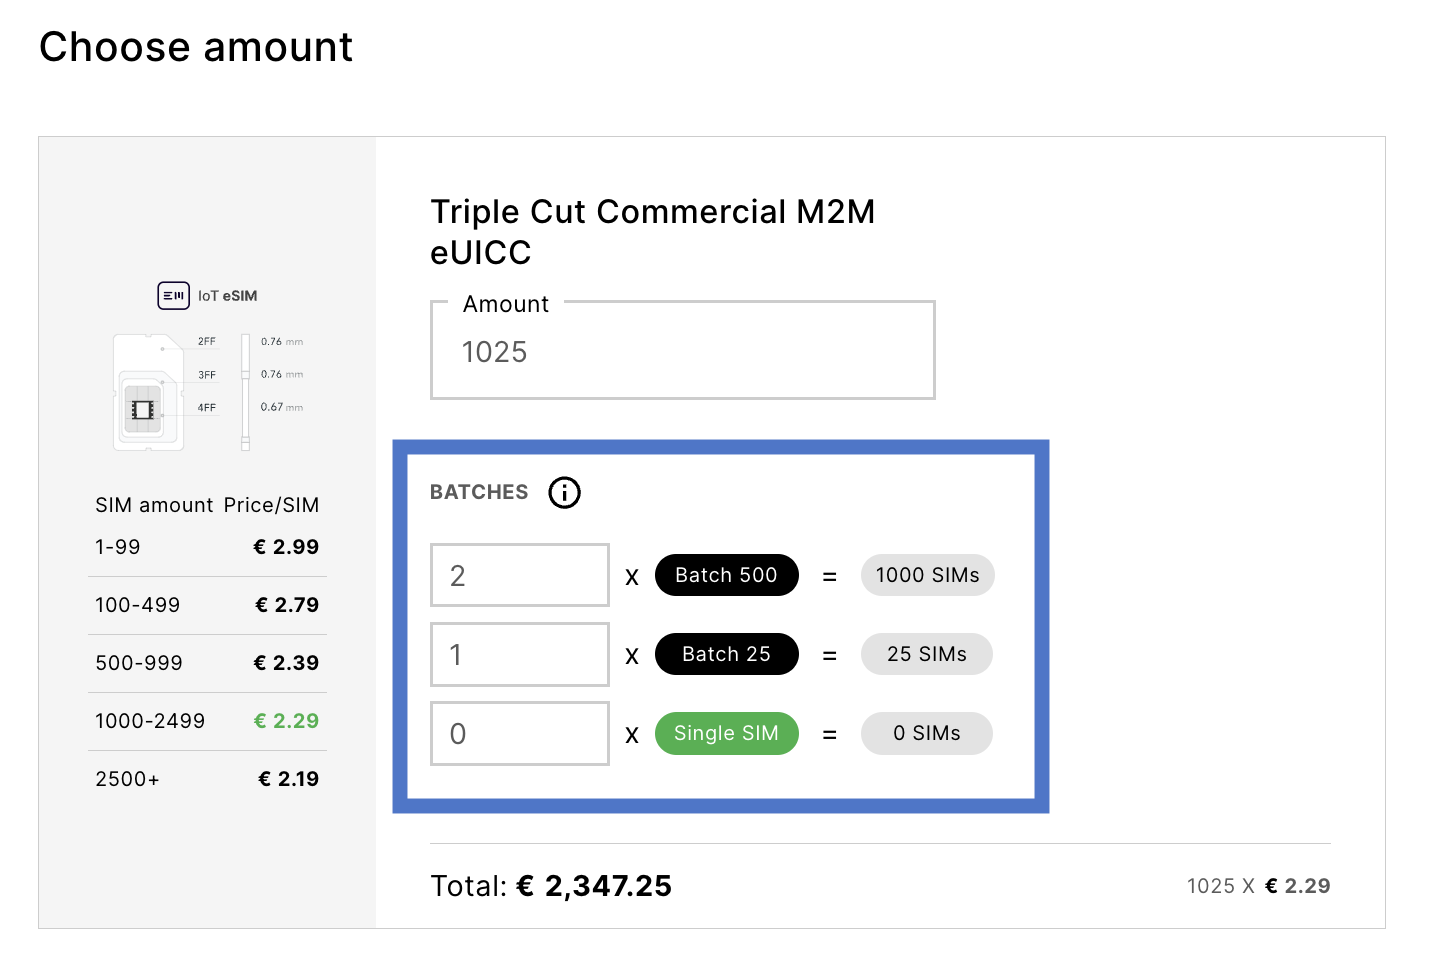 Choose amount
IoT eSIM
2FF 0.76 mm
3FF 0.76 mm
4FF 0.67 mm
SIM amount Price/SIM
1-99 € 2.99
100-499 € 2.79
500-999 € 2.39
1000-2499 € 2.29
2500+ € 2.19
Triple Cut Commercial M2M
eUICC
Amount
1025
BATCHES
2 x Batch 500 = 1000 SIMs
1 x Batch 25 = 25 SIMs
0 x Single SIM = 0 SIMs
Total: € 2,347.25
1025 X € 2.29